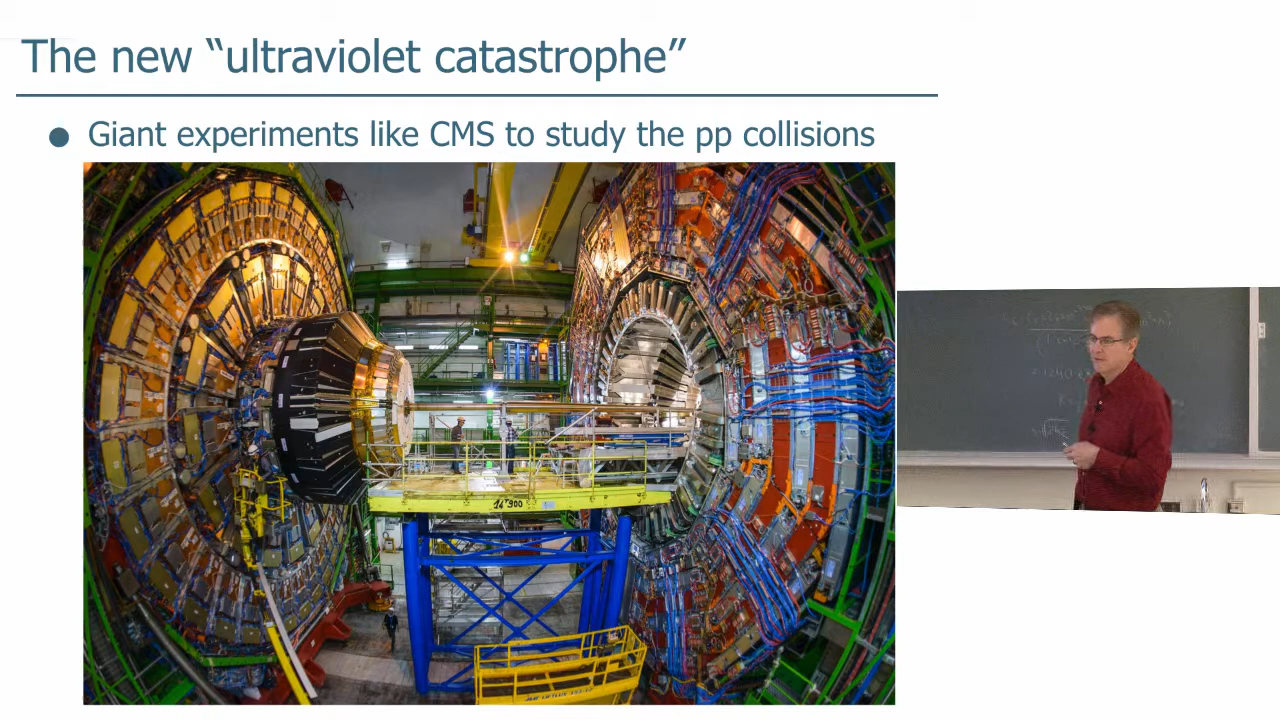 The new “ultraviolet catastrophe”
● Giant experiments like CMS to study the pp collisions